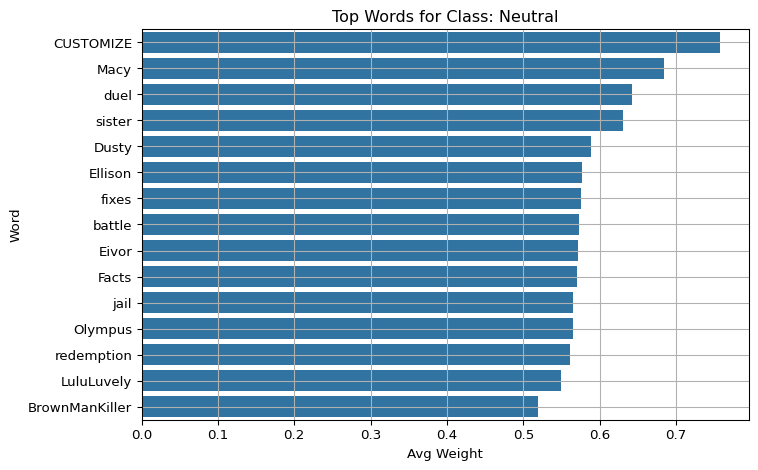 Top Words for Class: Neutral
Word
CUSTOMIZE
Macy
duel
sister
Dusty
Ellison
fixes
battle
Eivor
Facts
jail
Olympus
redemption
LuluLuvely
BrownManKiller
0.0 0.1 0.2 0.3 0.4 0.5 0.6 0.7
Avg Weight